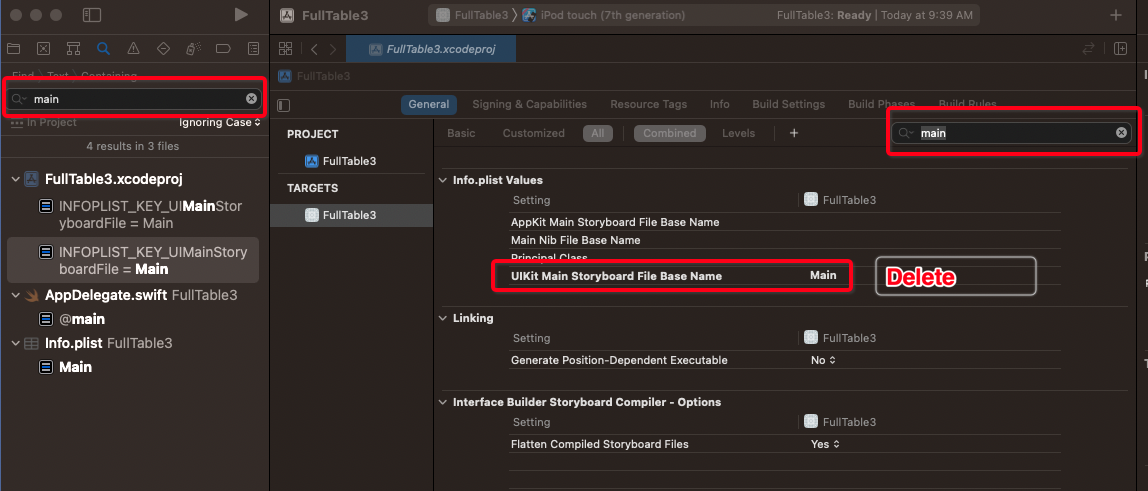 FullTable3
FullTable3 〉 iPod touch (7th generation)
FullTable3: Ready | Today at 9:39 AM
FullTable3.xcodeproj
Find 〉 Text 〉 Containing
FullTable3
main
In Project
Ignoring Case
4 results in 3 files
FullTable3.xcodeproj
INFOPLIST_KEY_UIMainStor
yboardFile = Main
INFOPLIST_KEY_UIMainStory
boardFile = Main
AppDelegate.swift FullTable3
@main
Info.plist FullTable3
Main
General
Signing & Capabilities
Resource Tags
Info
Build Settings
Build Phases
Build Rules
PROJECT
FullTable3
TARGETS
FullTable3
Basic
Customized
All
Combined
Levels
+
main
Info.plist Values
Setting
FullTable3
AppKit Main Storyboard File Base Name
Main Nib File Base Name
Principal Class
UIKit Main Storyboard File Base Name
Main
Delete
Linking
Setting
FullTable3
Generate Position-Dependent Executable
No
Interface Builder Storyboard Compiler - Options
Setting
FullTable3
Flatten Compiled Storyboard Files
Yes